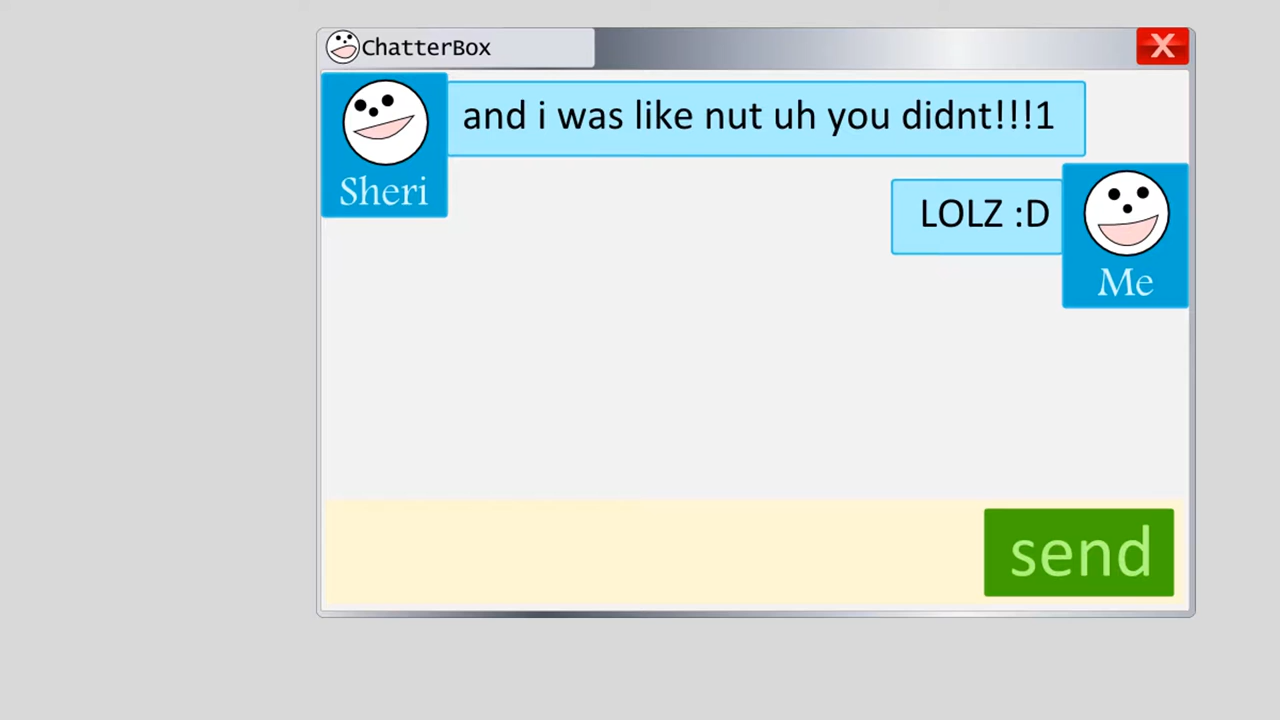 ChatterBox
X
and i was like nut uh you didnt!!!1
Sheri
LOLZ :D
Me
send